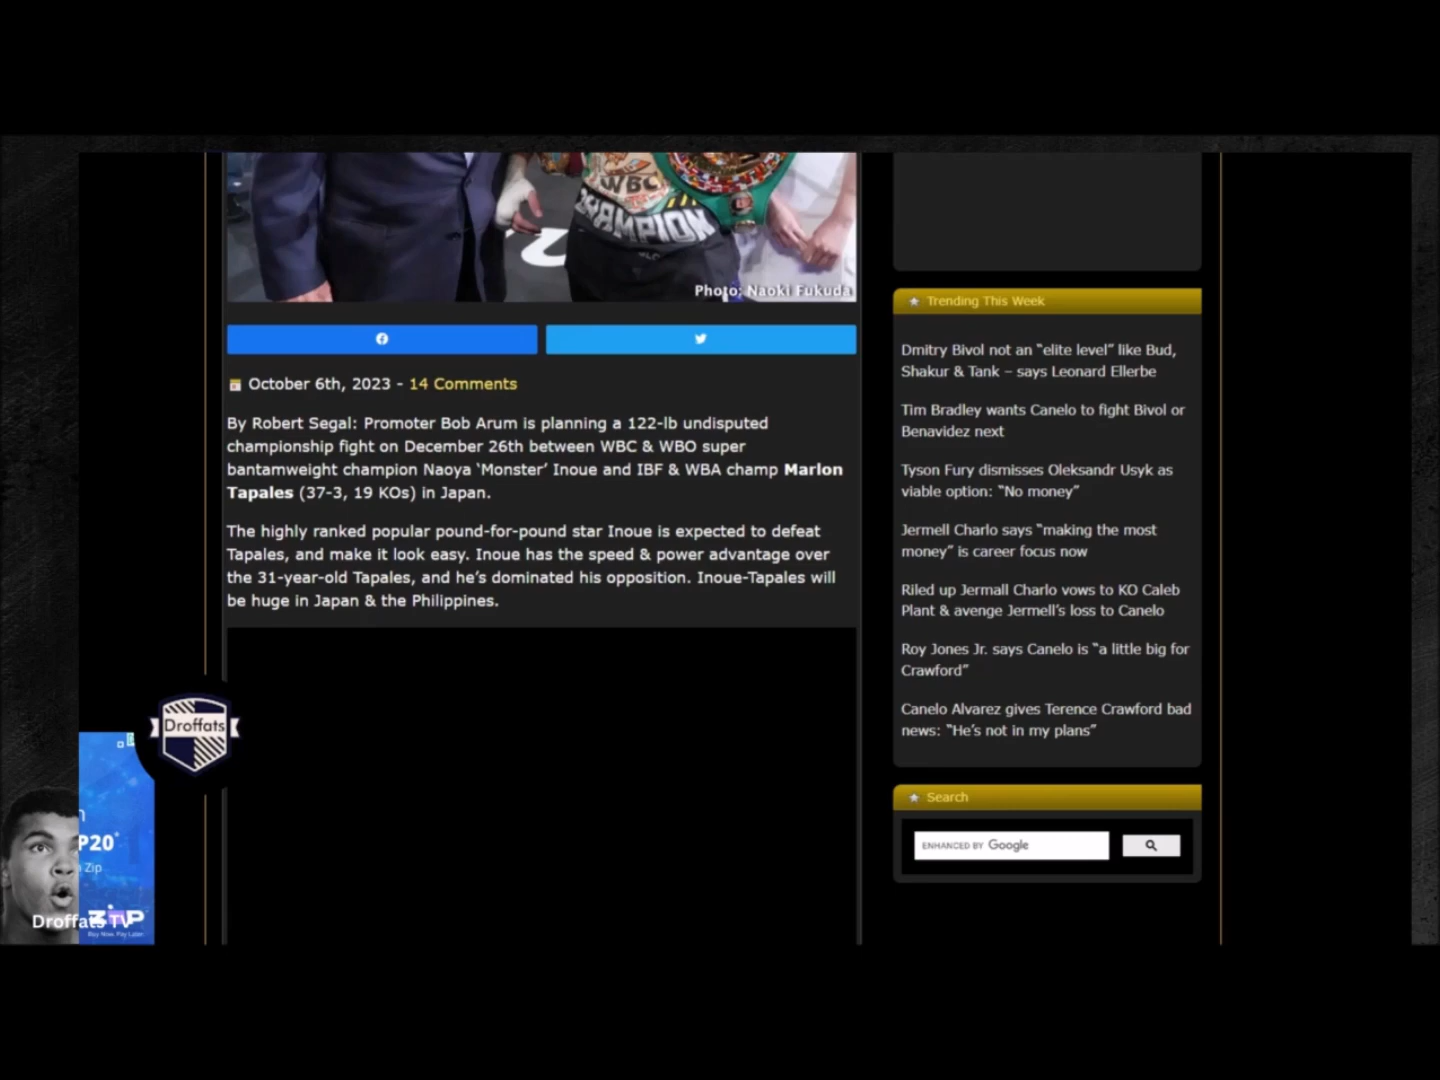 WBC
CHAMPION
Photo: Naoki Fukuda
October 6th, 2023 - 14 Comments
By Robert Segal: Promoter Bob Arum is planning a 122-lb undisputed
championship fight on December 26th between WBC & WBO super
bantamweight champion Naoya ‘Monster’ Inoue and IBF & WBA champ Marlon
Tapales (37-3, 19 KOs) in Japan.
The highly ranked popular pound-for-pound star Inoue is expected to defeat
Tapales, and make it look easy. Inoue has the speed & power advantage over
the 31-year-old Tapales, and he’s dominated his opposition. Inoue-Tapales will
be huge in Japan & the Philippines.
Trending This Week
Dmitry Bivol not an “elite level” like Bud,
Shakur & Tank – says Leonard Ellerbe
Tim Bradley wants Canelo to fight Bivol or
Benavidez next
Tyson Fury dismisses Oleksandr Usyk as
viable option: “No money”
Jermell Charlo says “making the most
money” is career focus now
Riled up Jermall Charlo vows to KO Caleb
Plant & avenge Jermell’s loss to Canelo
Roy Jones Jr. says Canelo is “a little big for
Crawford”
Canelo Alvarez gives Terence Crawford bad
news: “He’s not in my plans”
Search
ENHANCED BY Google
Droffats
P20*
Zip
Droffats TV
ZIP
Buy Now, Pay Later